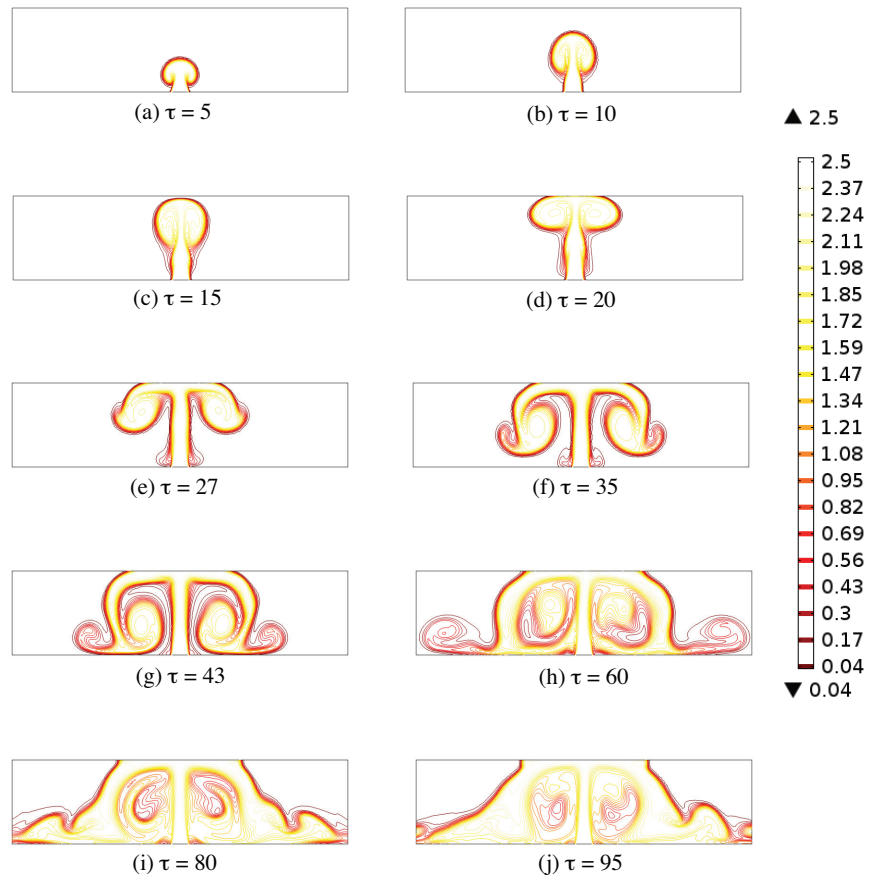 (a) τ = 5
(b) τ = 10
▲ 2.5
2.5
2.37
2.24
2.11
1.98
1.85
1.72
1.59
1.47
1.34
1.21
1.08
0.95
0.82
0.69
0.56
0.43
0.3
0.17
0.04
▼ 0.04
(c) τ = 15
(d) τ = 20
(e) τ = 27
(f) τ = 35
(g) τ = 43
(h) τ = 60
(i) τ = 80
(j) τ = 95